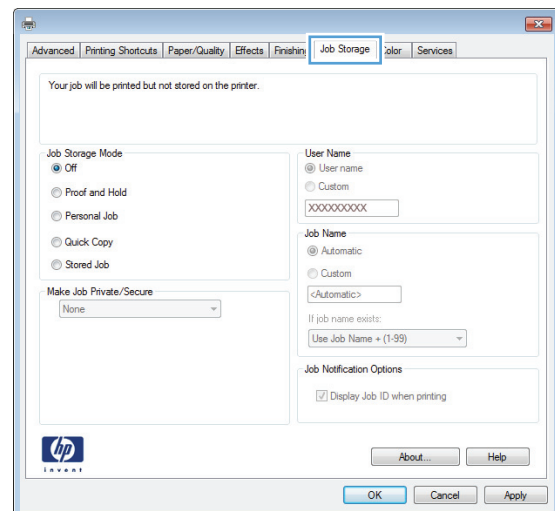 Advanced Printing Shortcuts Paper/Quality Effects Finishing Job Storage Color Services
Your job will be printed but not stored on the printer.
Job Storage Mode
Off
Proof and Hold
Personal Job
Quick Copy
Stored Job
Make Job Private/Secure
None
User Name
User name
Custom
XXXXXXXXX
Job Name
Automatic
Custom
<Automatic>
If job name exists:
Use Job Name + (1-99)
Job Notification Options
Display Job ID when printing
hp
invent
About... Help
OK Cancel Apply